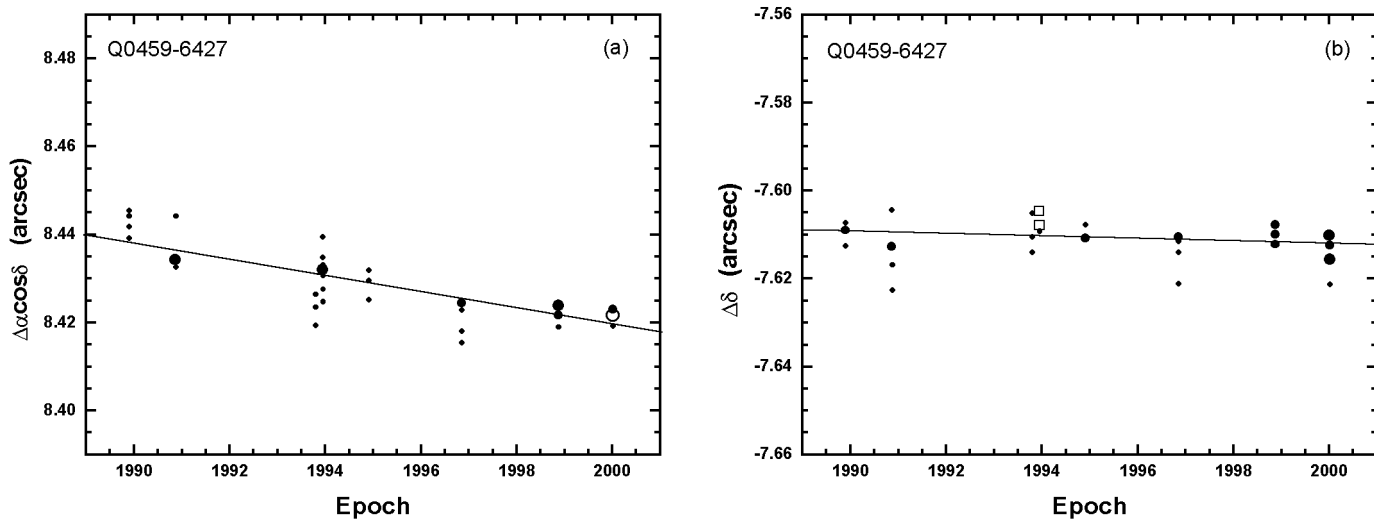 Q0459-6427
(a)
8.48
8.46
8.44
8.42
8.40
Δαcosδ (arcsec)
1990 1992 1994 1996 1998 2000
Epoch
Q0459-6427
(b)
-7.56
-7.58
-7.60
-7.62
-7.64
-7.66
Δδ (arcsec)
1990 1992 1994 1996 1998 2000
Epoch